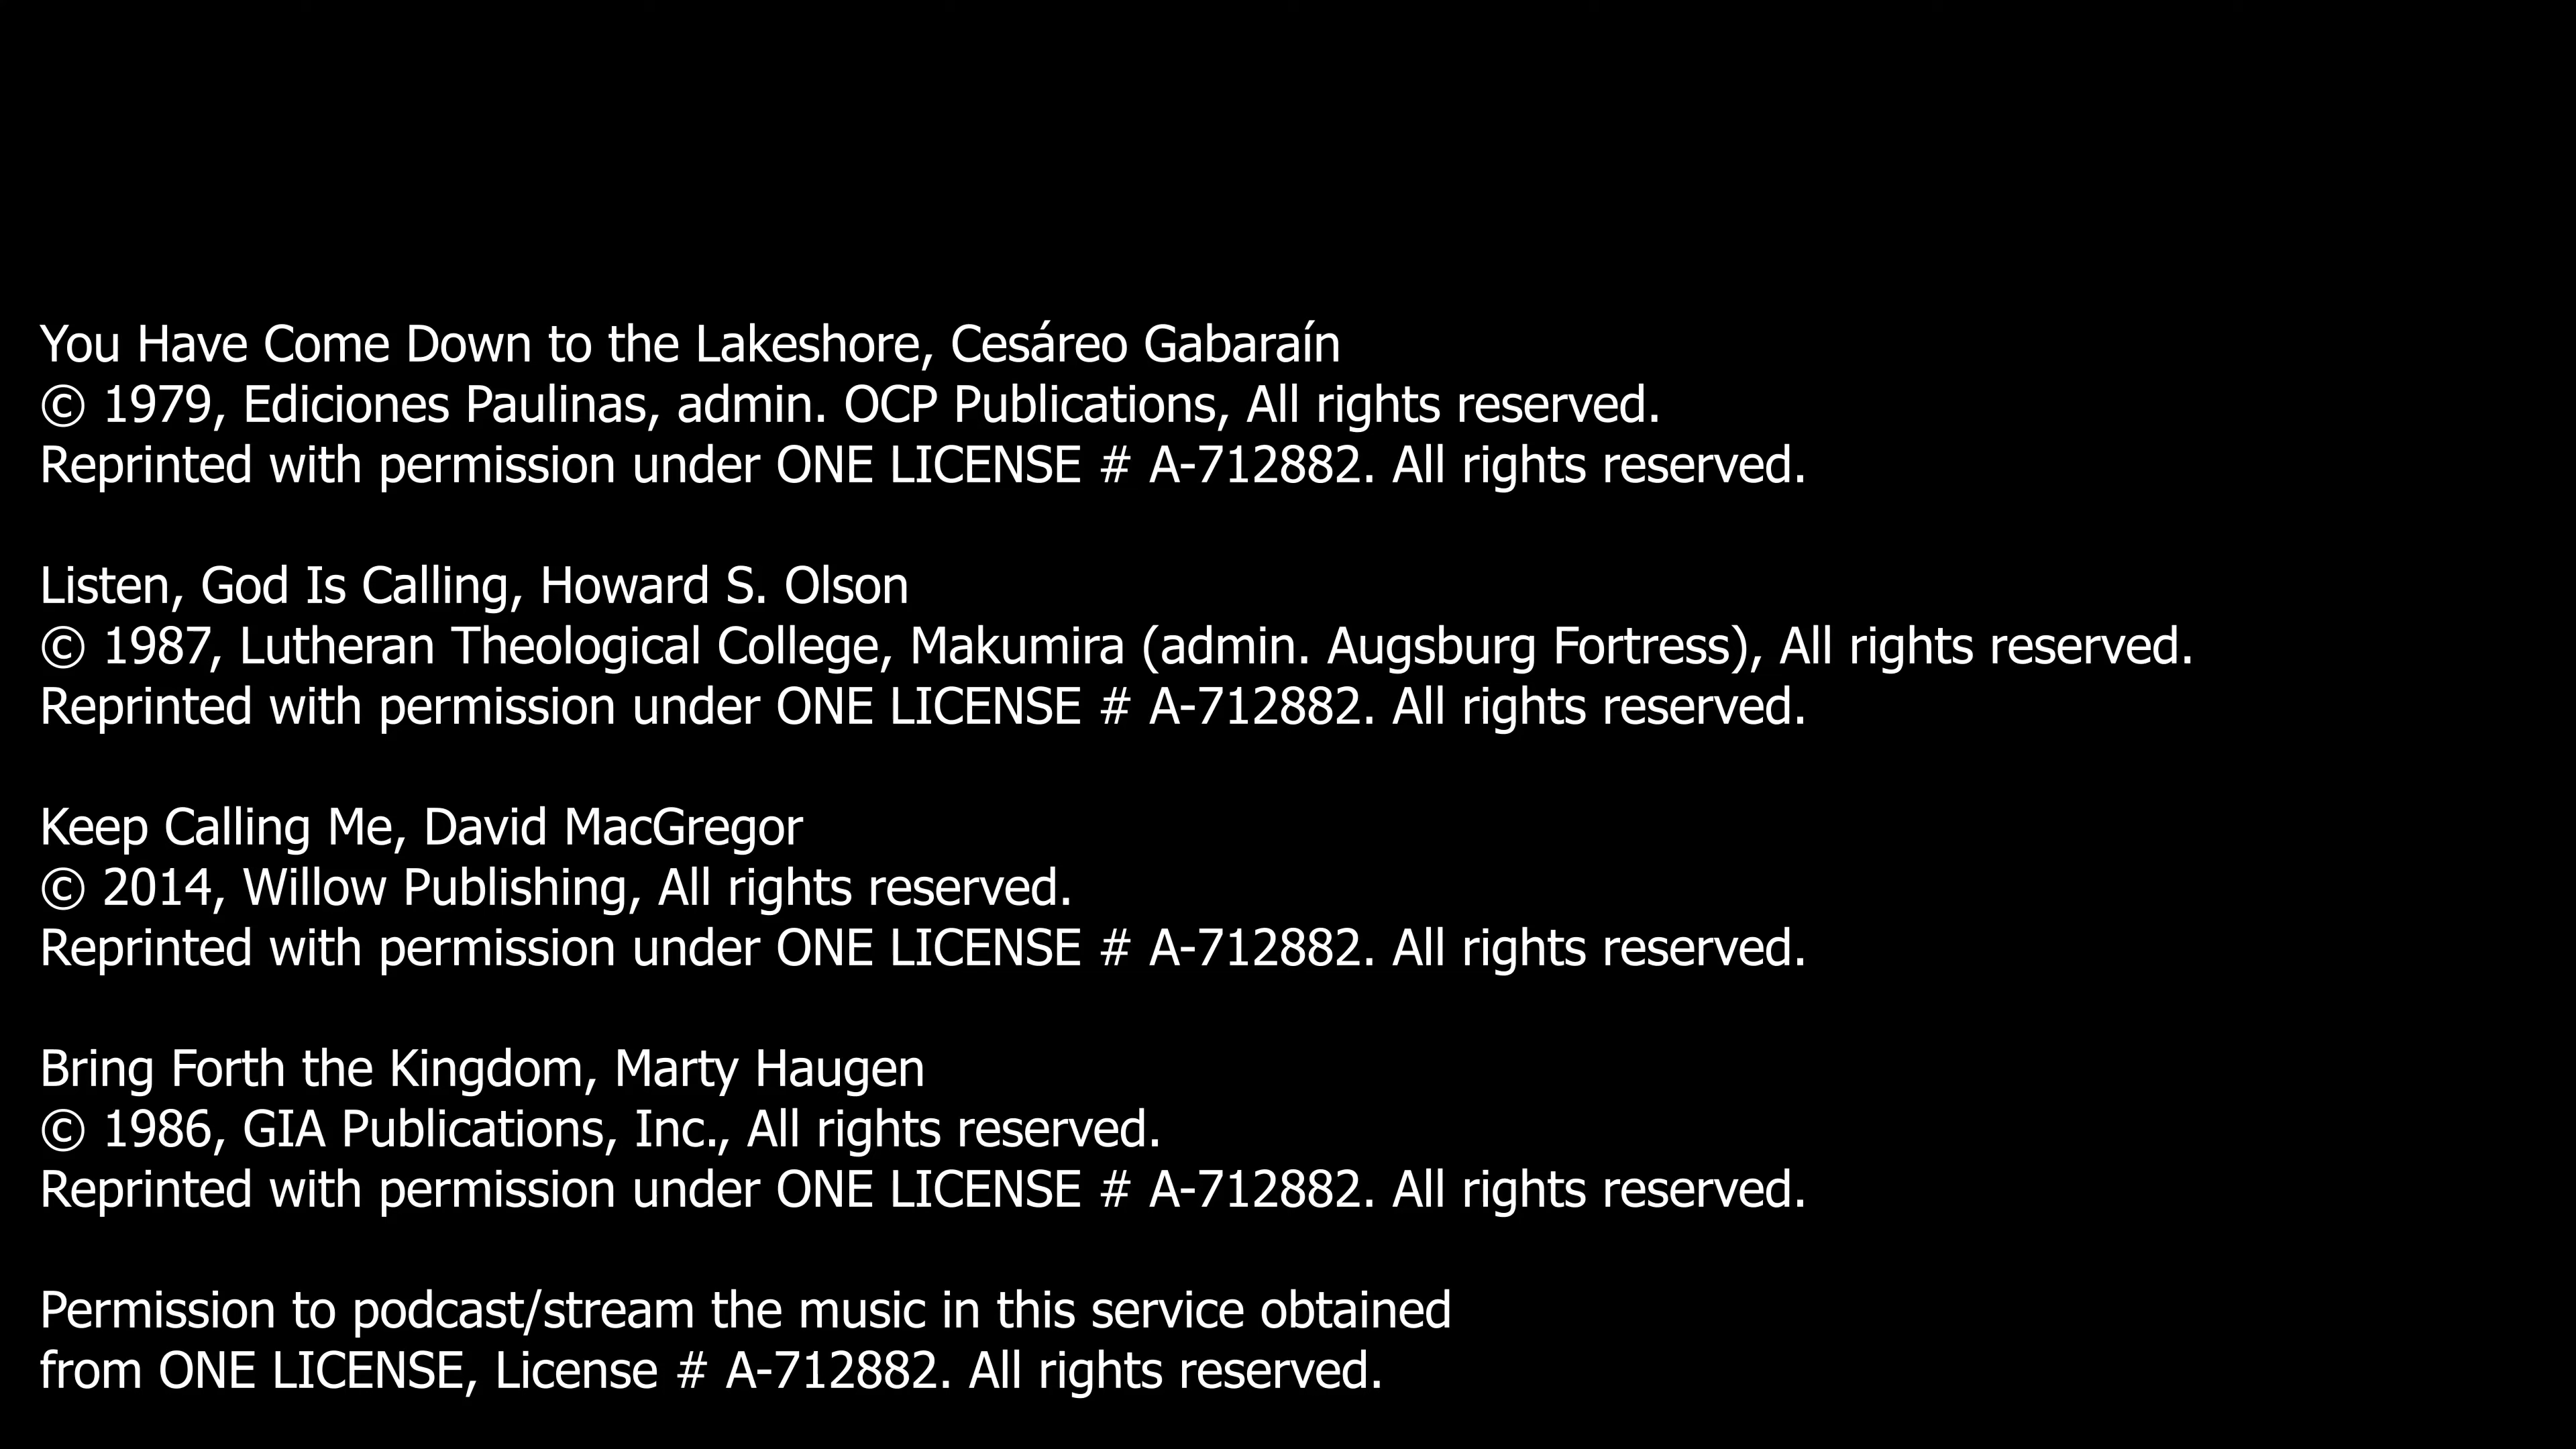 You Have Come Down to the Lakeshore, Cesáreo Gabaraín
© 1979, Ediciones Paulinas, admin. OCP Publications, All rights reserved.
Reprinted with permission under ONE LICENSE # A-712882. All rights reserved.
Listen, God Is Calling, Howard S. Olson
© 1987, Lutheran Theological College, Makumira (admin. Augsburg Fortress), All rights reserved.
Reprinted with permission under ONE LICENSE # A-712882. All rights reserved.
Keep Calling Me, David MacGregor
© 2014, Willow Publishing, All rights reserved.
Reprinted with permission under ONE LICENSE # A-712882. All rights reserved.
Bring Forth the Kingdom, Marty Haugen
© 1986, GIA Publications, Inc., All rights reserved.
Reprinted with permission under ONE LICENSE # A-712882. All rights reserved.
Permission to podcast/stream the music in this service obtained
from ONE LICENSE, License # A-712882. All rights reserved.